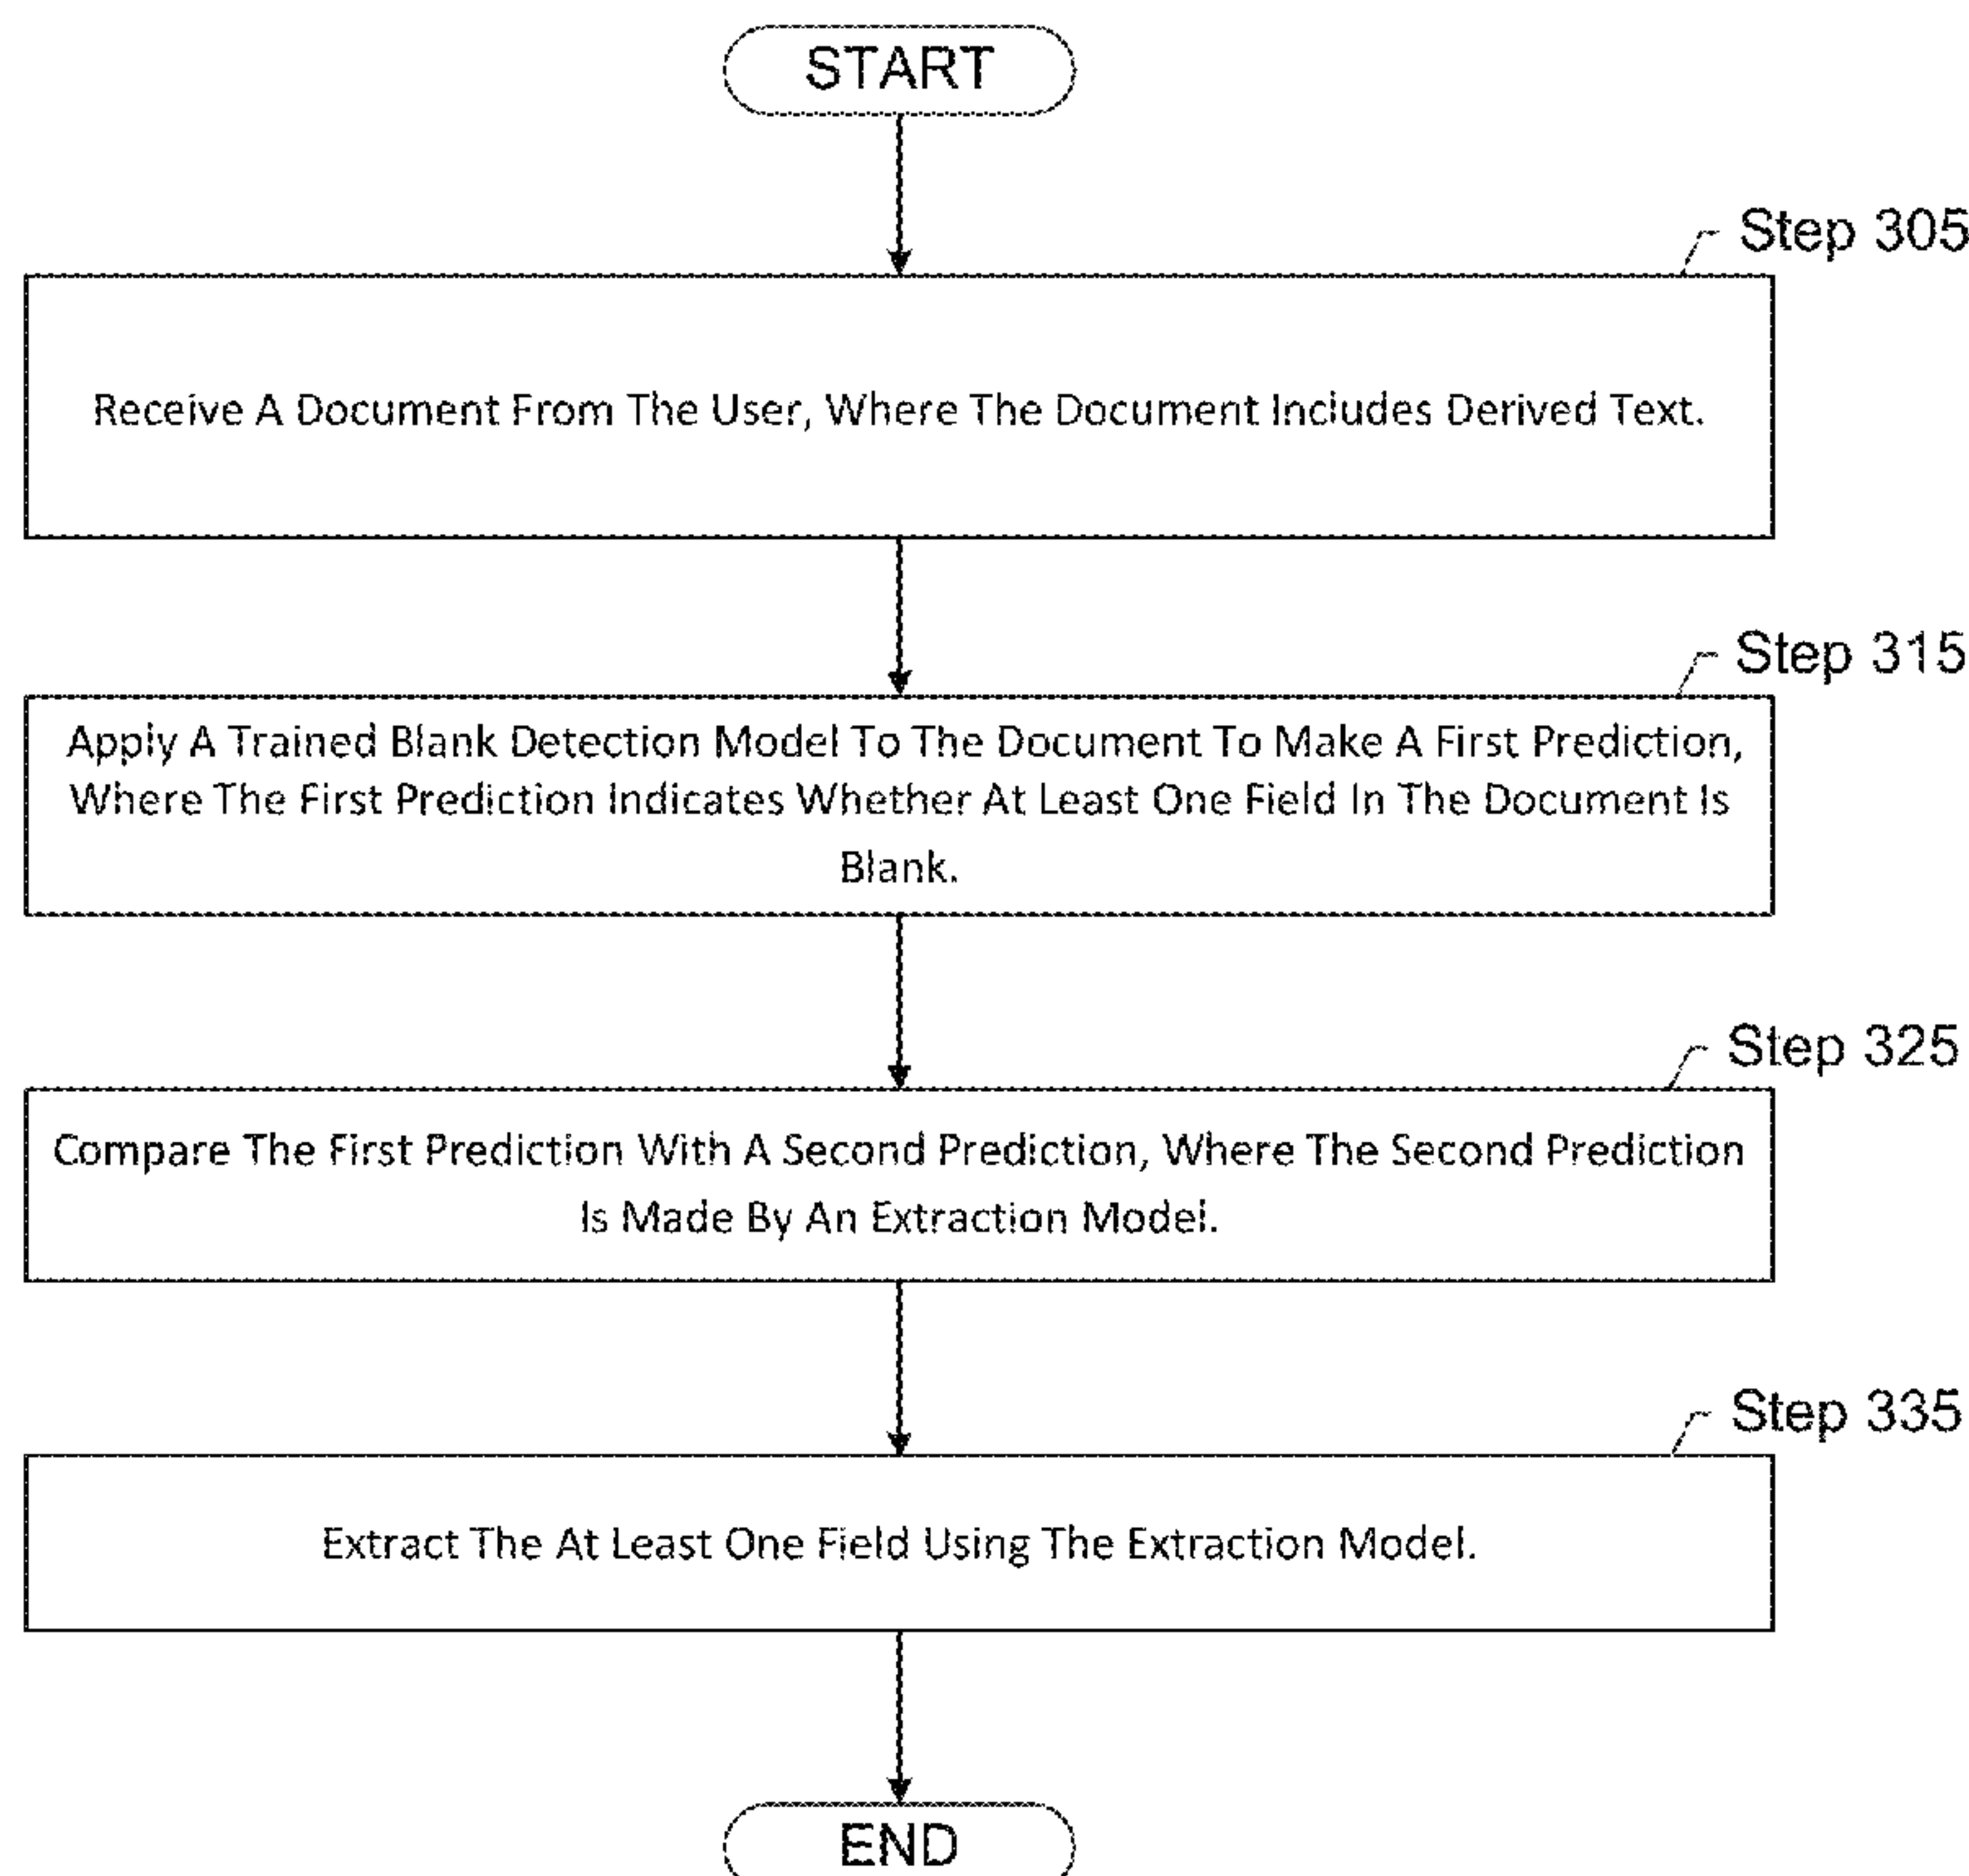 START
Step 305
Receive A Document From The User, Where The Document Includes Derived Text.
Step 315
Apply A Trained Blank Detection Model To The Document To Make A First Prediction,
Where The First Prediction Indicates Whether At Least One Field In The Document Is
Blank.
Step 325
Compare The First Prediction With A Second Prediction, Where The Second Prediction
Is Made By An Extraction Model.
Step 335
Extract The At Least One Field Using The Extraction Model.
END